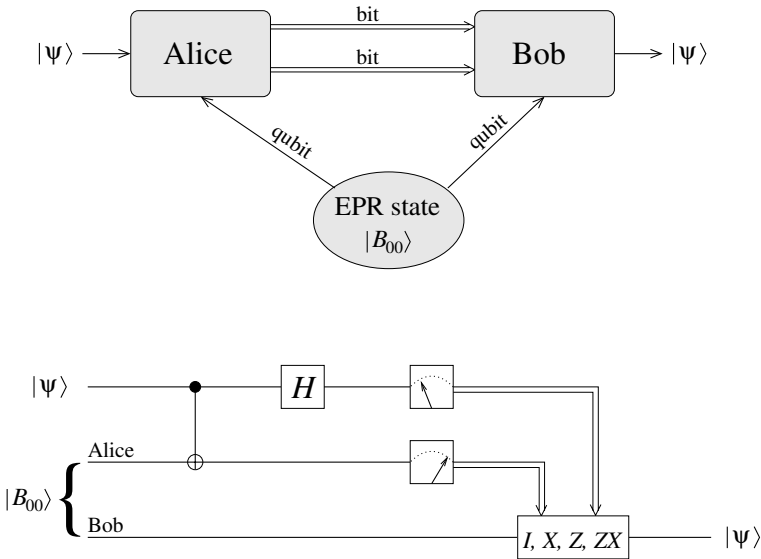 bit
|ψ⟩ Alice Bob |ψ⟩
bit
qubit qubit
EPR state
|B₀₀⟩
|ψ⟩ H
Alice
|B₀₀⟩ {
Bob
I, X, Z, ZX |ψ⟩